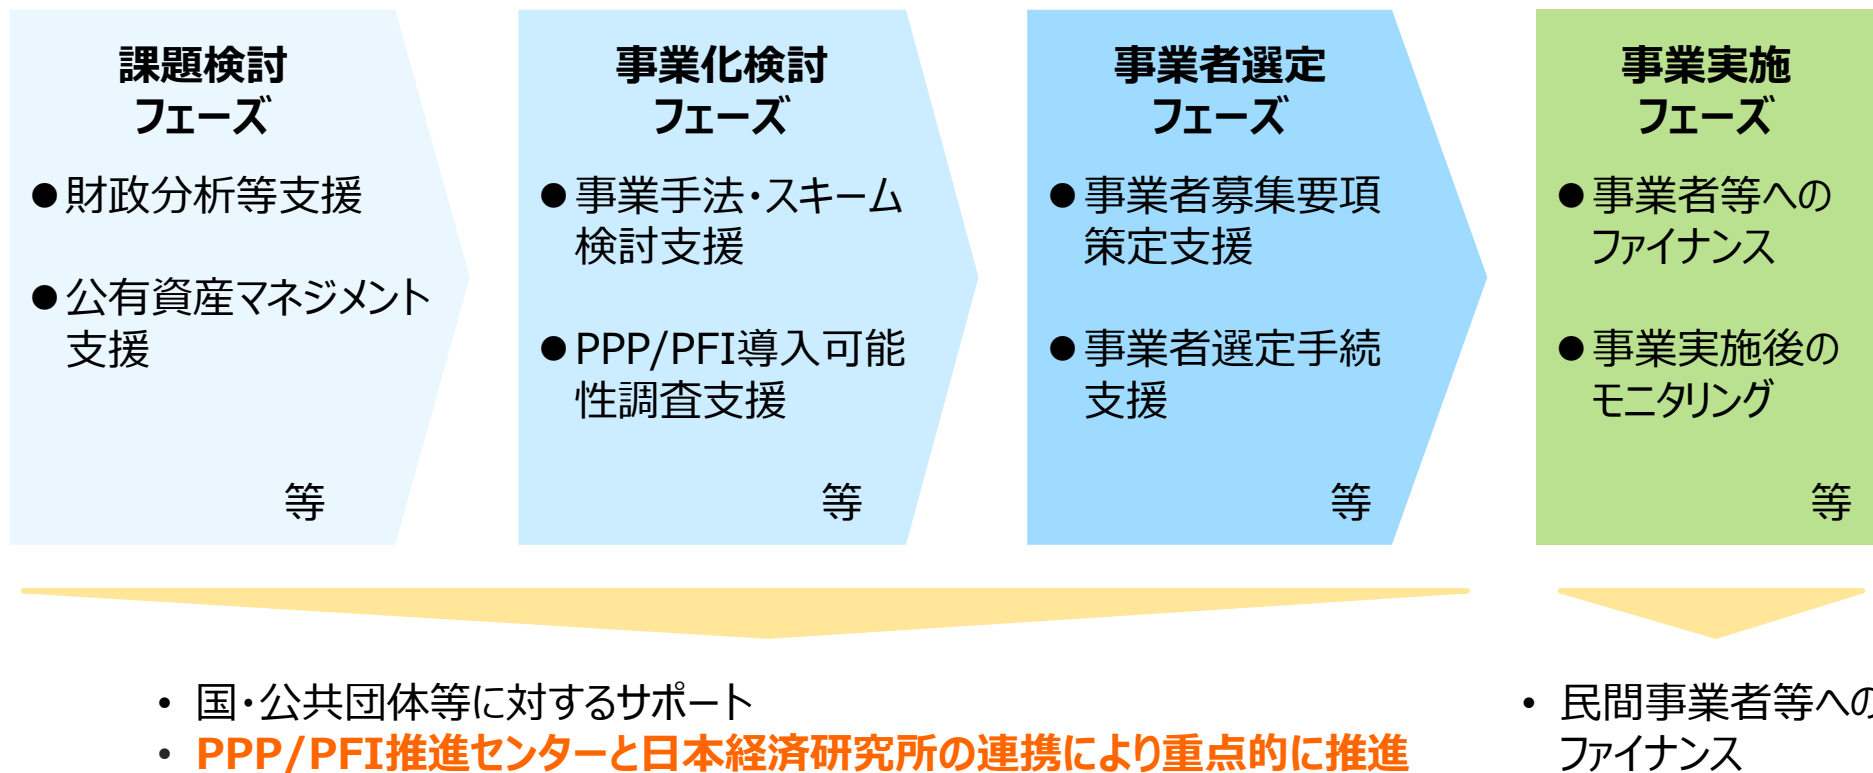 課題検討
フェーズ
●財政分析等支援
●公有資産マネジメント
支援
等
事業化検討
フェーズ
●事業手法・スキーム
検討支援
●PPP/PFI導入可能
性調査支援
等
事業者選定
フェーズ
●事業者募集要項
策定支援
●事業者選定手続
支援
等
事業実施
フェーズ
●事業者等への
ファイナンス
●事業実施後の
モニタリング
等
• 国・公共団体等に対するサポート
• PPP/PFI推進センターと日本経済研究所の連携により重点的に推進
• 民間事業者等への
ファイナンス